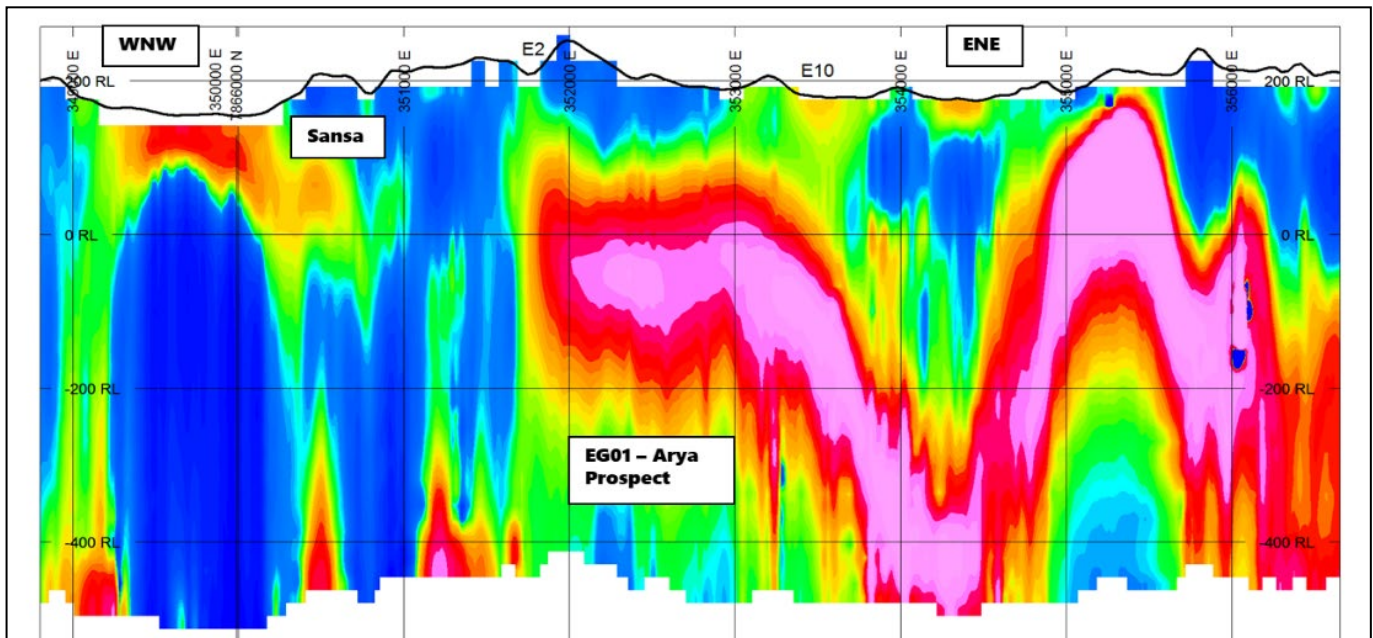 WNW
ENE
E2
E10
200 RL
200 RL
350000 E
7866000 N
351000 E
352000 E
353000 E
354000 E
355000 E
356000 E
Sansa
0 RL
0 RL
-200 RL
-200 RL
EG01 – Arya
Prospect
-400 RL
-400 RL